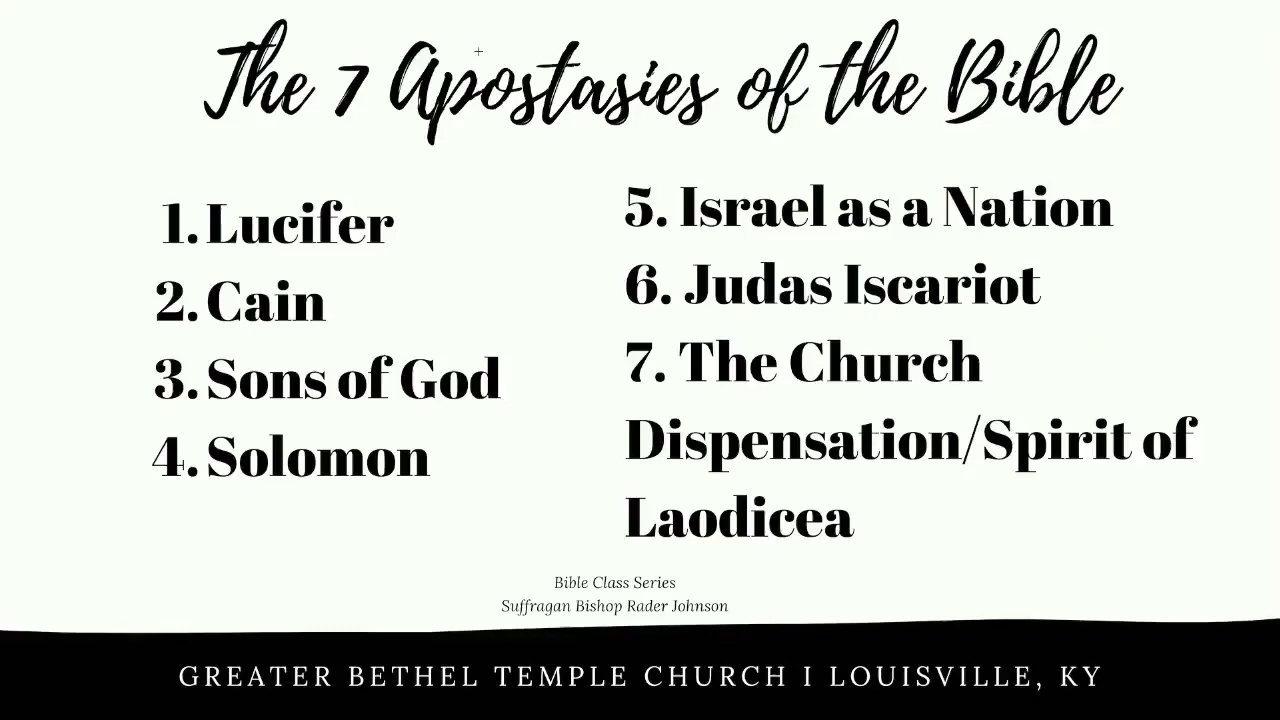 The 7 Apostasies of the Bible
1. Lucifer
2. Cain
3. Sons of God
4. Solomon
5. Israel as a Nation
6. Judas Iscariot
7. The Church
Dispensation/Spirit of
Laodicea
Bible Class Series
Suffragan Bishop Rader Johnson
GREATER BETHEL TEMPLE CHURCH I LOUISVILLE, KY